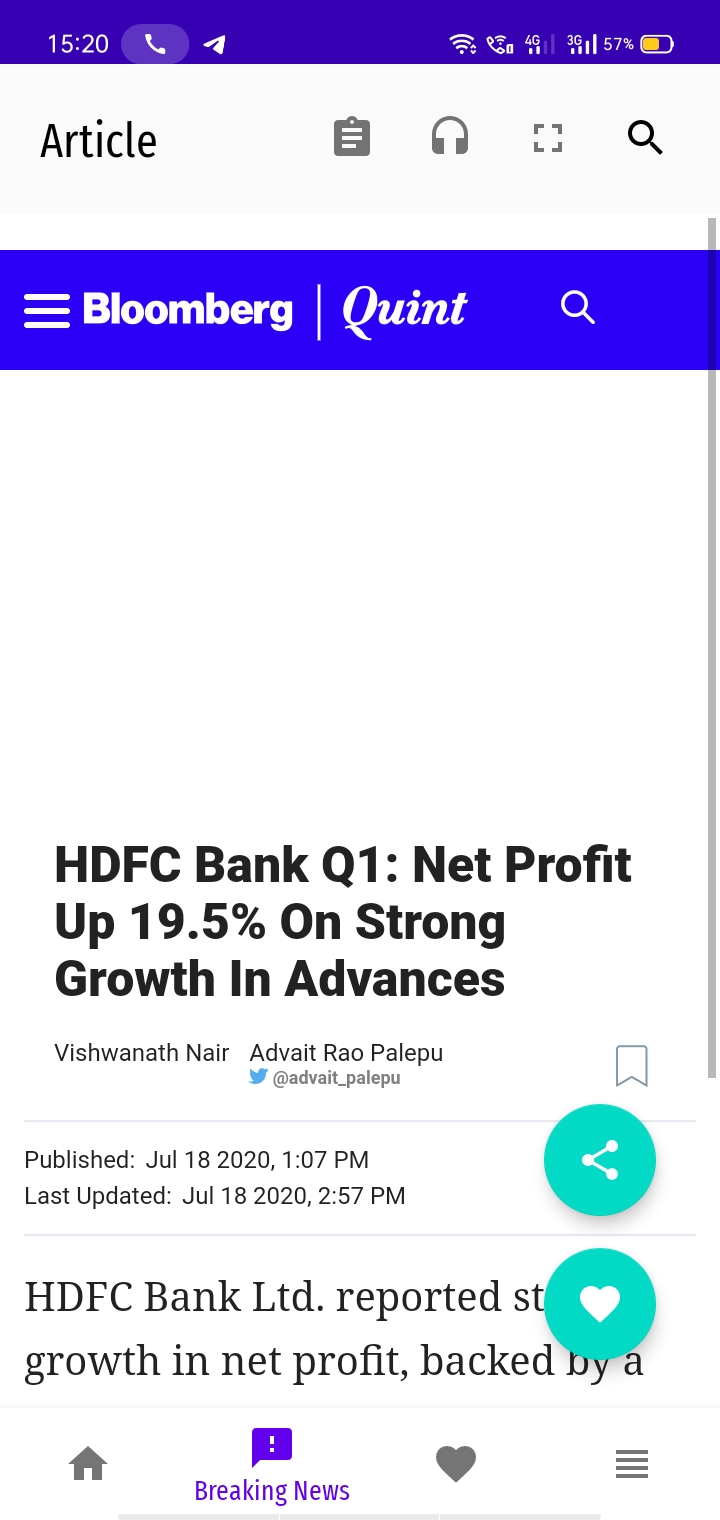 15:20
4G 3G 57%
Article
Bloomberg | Quint
HDFC Bank Q1: Net Profit
Up 19.5% On Strong
Growth In Advances
Vishwanath Nair Advait Rao Palepu
@advait_palepu
Published: Jul 18 2020, 1:07 PM
Last Updated: Jul 18 2020, 2:57 PM
HDFC Bank Ltd. reported st
growth in net profit, backed by a
Breaking News